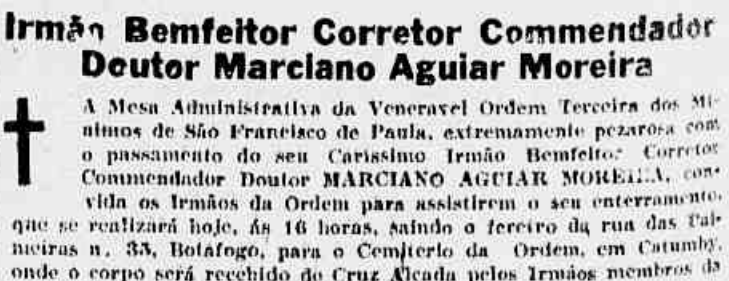 Irmão Bemfeitor Corretor Commendador
Doutor Marciano Aguiar Moreira
A Mesa Administrativa da Veneravel Ordem Terceira dos Mi-
nimos de São Francisco de Paula, extremamente pezarosa com
o passamento do seu Carissimo Irmão Bemfeitor Corretor
Commendador Doutor MARCIANO AGUIAR MOREIRA, con-
vida os Irmãos da Ordem para assistirem o seu enterramento,
que se realizará hoje, ás 16 horas, saindo o feretro da rua das Pal-
meiras n. 35, Botafogo, para o Cemiterio da Ordem, em Catumby,
onde o corpo será recebido de Cruz Alçada pelos Irmãos membros da